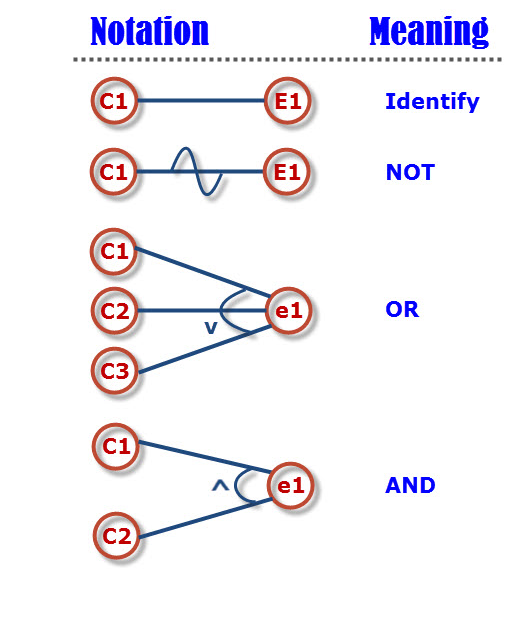 Notation Meaning
C1 E1 Identify
C1 E1 NOT
C1
C2 e1 OR
v
C3
C1
^ e1 AND
C2